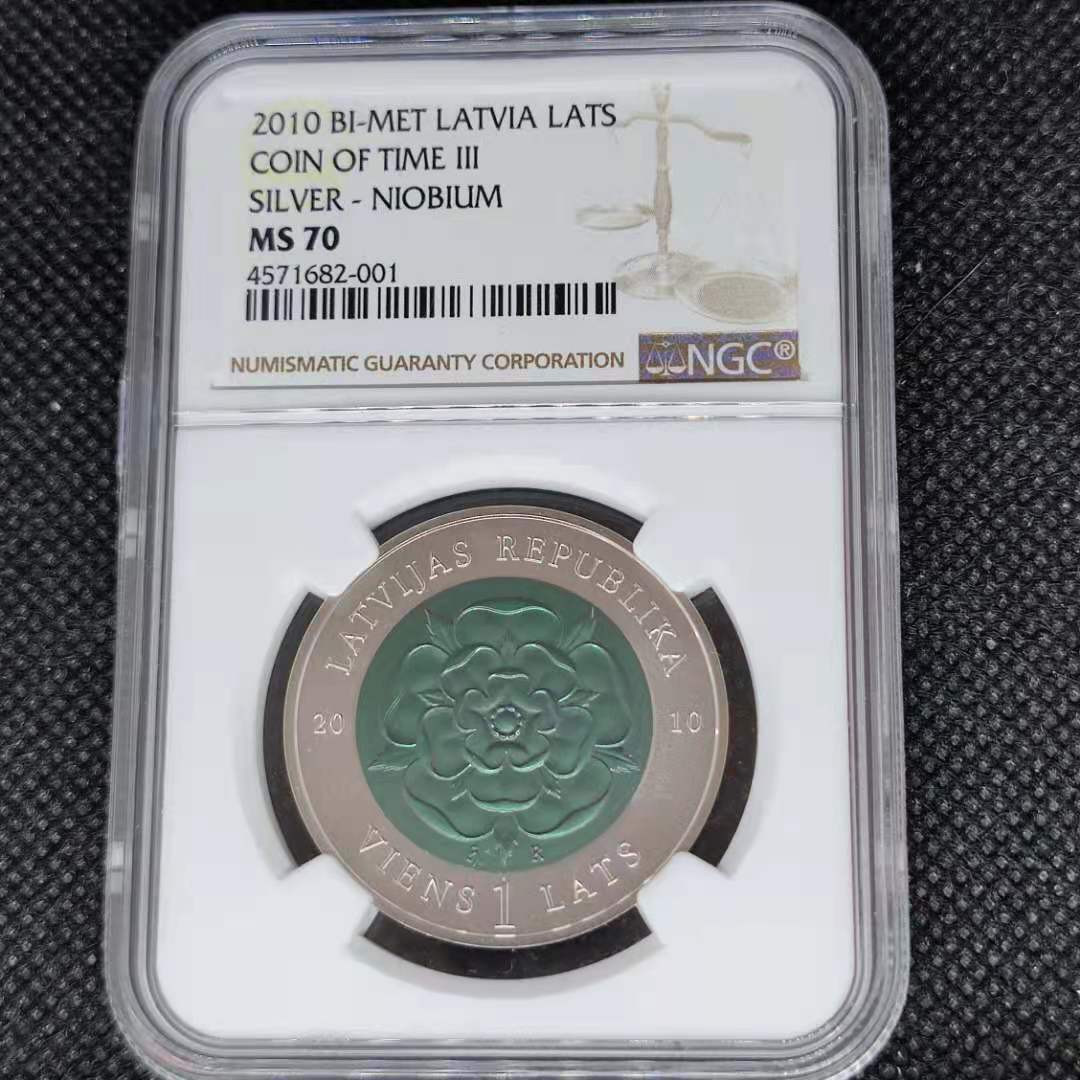 2010 BI-MET LATVIA LATS
COIN OF TIME III
SILVER - NIOBIUM
MS 70
4571682-001
NUMISMATIC GUARANTY CORPORATION NGC®
LATVIJAS REPUBLIKA
20 10
VIENS 1 LATS